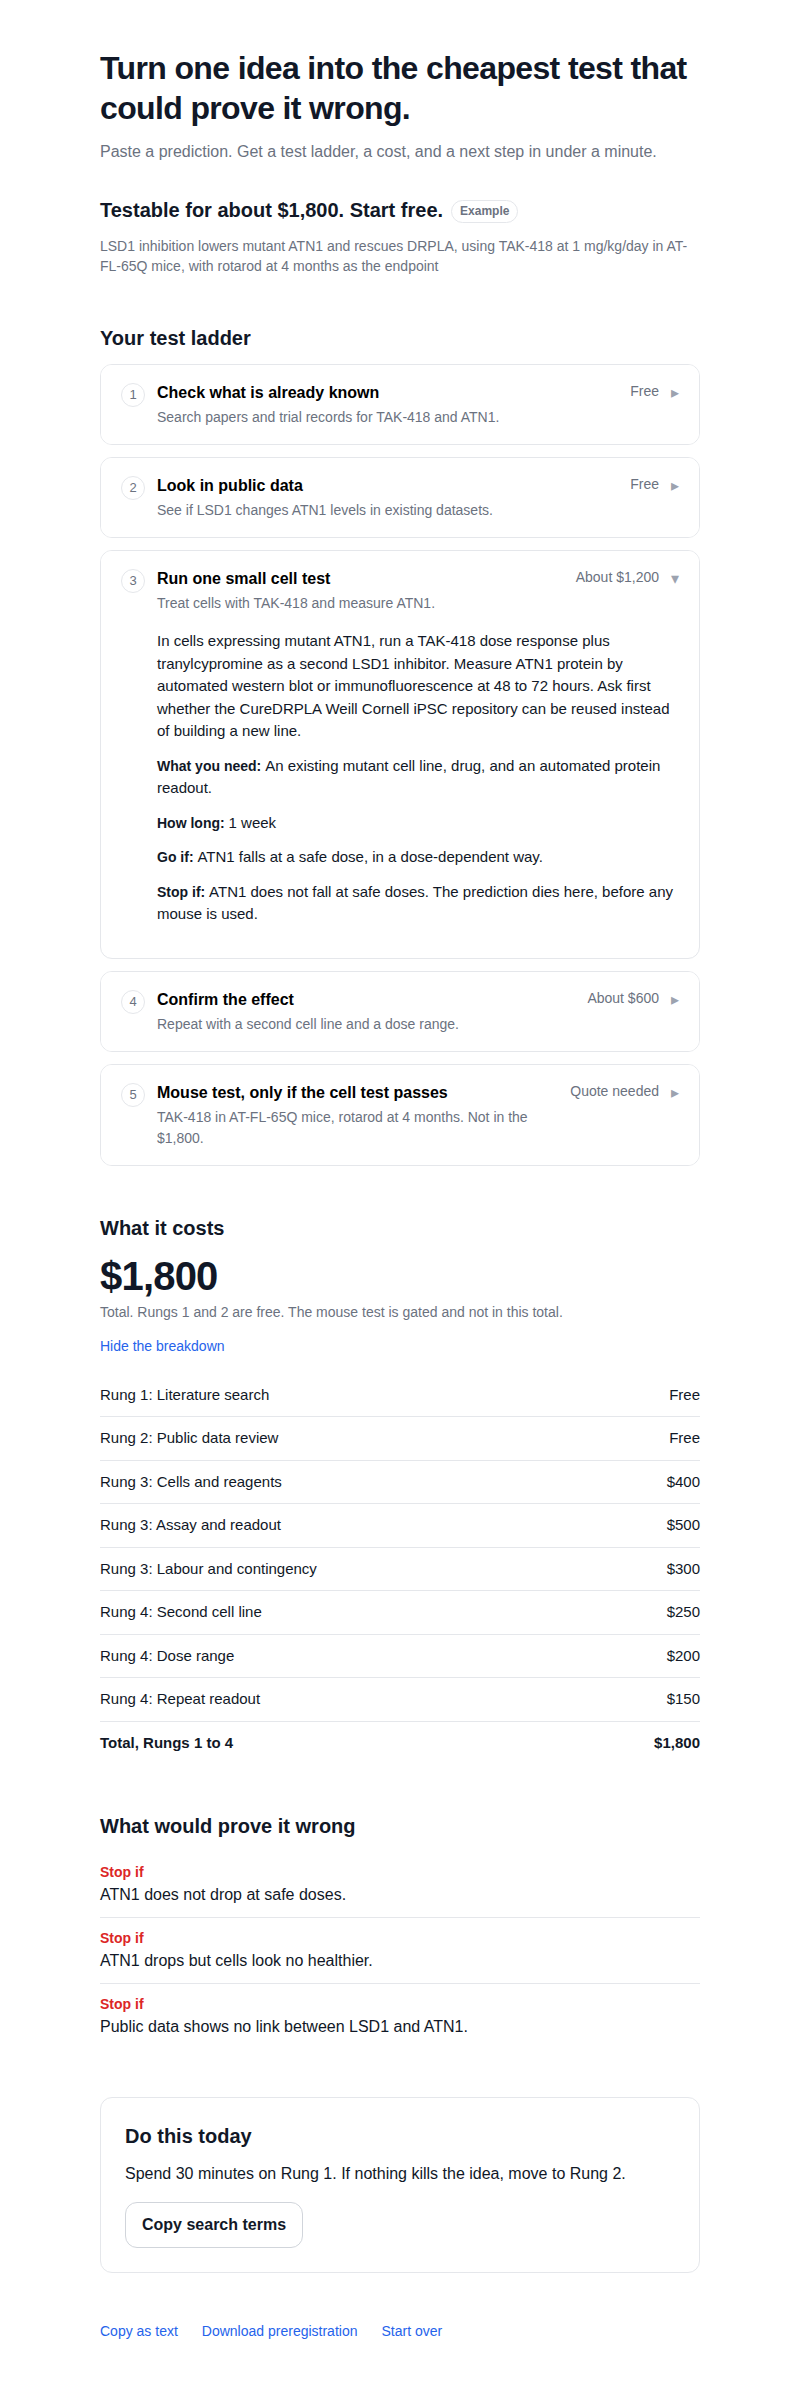 Turn one idea into the cheapest test that
could prove it wrong.
Paste a prediction. Get a test ladder, a cost, and a next step in under a minute.
Testable for about $1,800. Start free. Example
LSD1 inhibition lowers mutant ATN1 and rescues DRPLA, using TAK-418 at 1 mg/kg/day in AT-
FL-65Q mice, with rotarod at 4 months as the endpoint
Your test ladder
1 Check what is already known Free ▸
Search papers and trial records for TAK-418 and ATN1.
2 Look in public data Free ▸
See if LSD1 changes ATN1 levels in existing datasets.
3 Run one small cell test About $1,200 ▾
Treat cells with TAK-418 and measure ATN1.
In cells expressing mutant ATN1, run a TAK-418 dose response plus
tranylcypromine as a second LSD1 inhibitor. Measure ATN1 protein by
automated western blot or immunofluorescence at 48 to 72 hours. Ask first
whether the CureDRPLA Weill Cornell iPSC repository can be reused instead
of building a new line.
What you need: An existing mutant cell line, drug, and an automated protein
readout.
How long: 1 week
Go if: ATN1 falls at a safe dose, in a dose-dependent way.
Stop if: ATN1 does not fall at safe doses. The prediction dies here, before any
mouse is used.
4 Confirm the effect About $600 ▸
Repeat with a second cell line and a dose range.
5 Mouse test, only if the cell test passes Quote needed ▸
TAK-418 in AT-FL-65Q mice, rotarod at 4 months. Not in the
$1,800.
What it costs
$1,800
Total. Rungs 1 and 2 are free. The mouse test is gated and not in this total.
Hide the breakdown
Rung 1: Literature search Free
Rung 2: Public data review Free
Rung 3: Cells and reagents $400
Rung 3: Assay and readout $500
Rung 3: Labour and contingency $300
Rung 4: Second cell line $250
Rung 4: Dose range $200
Rung 4: Repeat readout $150
Total, Rungs 1 to 4 $1,800
What would prove it wrong
Stop if
ATN1 does not drop at safe doses.
Stop if
ATN1 drops but cells look no healthier.
Stop if
Public data shows no link between LSD1 and ATN1.
Do this today
Spend 30 minutes on Rung 1. If nothing kills the idea, move to Rung 2.
Copy search terms
Copy as text Download preregistration Start over